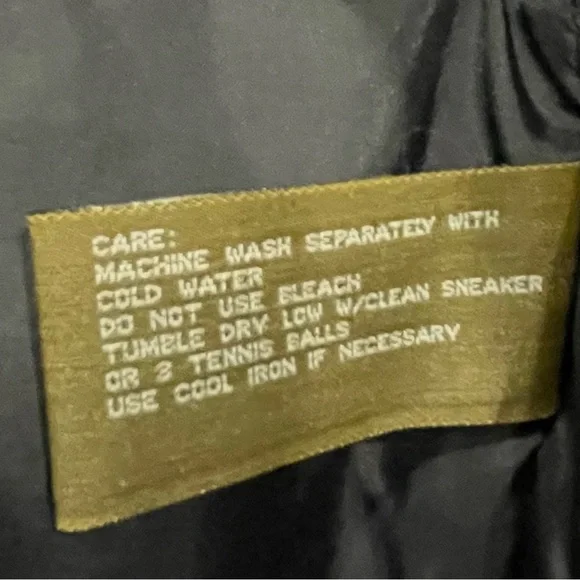 CARE:
MACHINE WASH SEPARATELY WITH
COLD WATER
DO NOT USE BLEACH
TUMBLE DRY LOW W/CLEAN SNEAKER
OR 3 TENNIS BALLS
USE COOL IRON IF NECESSARY